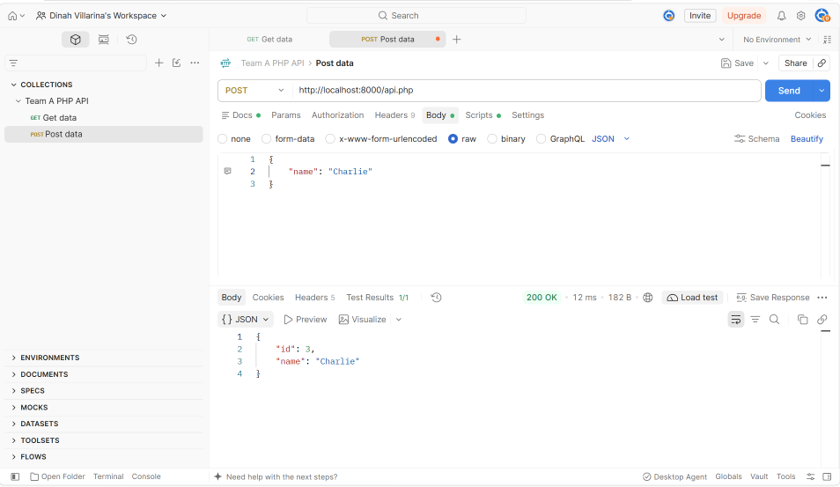 Dinah Villarina's Workspace
Search
Invite
Upgrade
GET Get data
POST Post data
No Environment
COLLECTIONS
Team A PHP API
GET Get data
POST Post data
Team A PHP API > Post data
Save
Share
POST
http://localhost:8000/api.php
Send
Docs
Params
Authorization
Headers 9
Body
Scripts
Settings
Cookies
none
form-data
x-www-form-urlencoded
raw
binary
GraphQL
JSON
Schema
Beautify
1 {
2 "name": "Charlie"
3 }
Body
Cookies
Headers 5
Test Results 1/1
200 OK · 12 ms · 182 B
Load test
Save Response
{ } JSON
Preview
Visualize
1 {
2 "id": 3,
3 "name": "Charlie"
4 }
ENVIRONMENTS
DOCUMENTS
SPECS
MOCKS
DATASETS
TOOLSETS
FLOWS
Open Folder
Terminal
Console
Need help with the next steps?
Desktop Agent
Globals
Vault
Tools